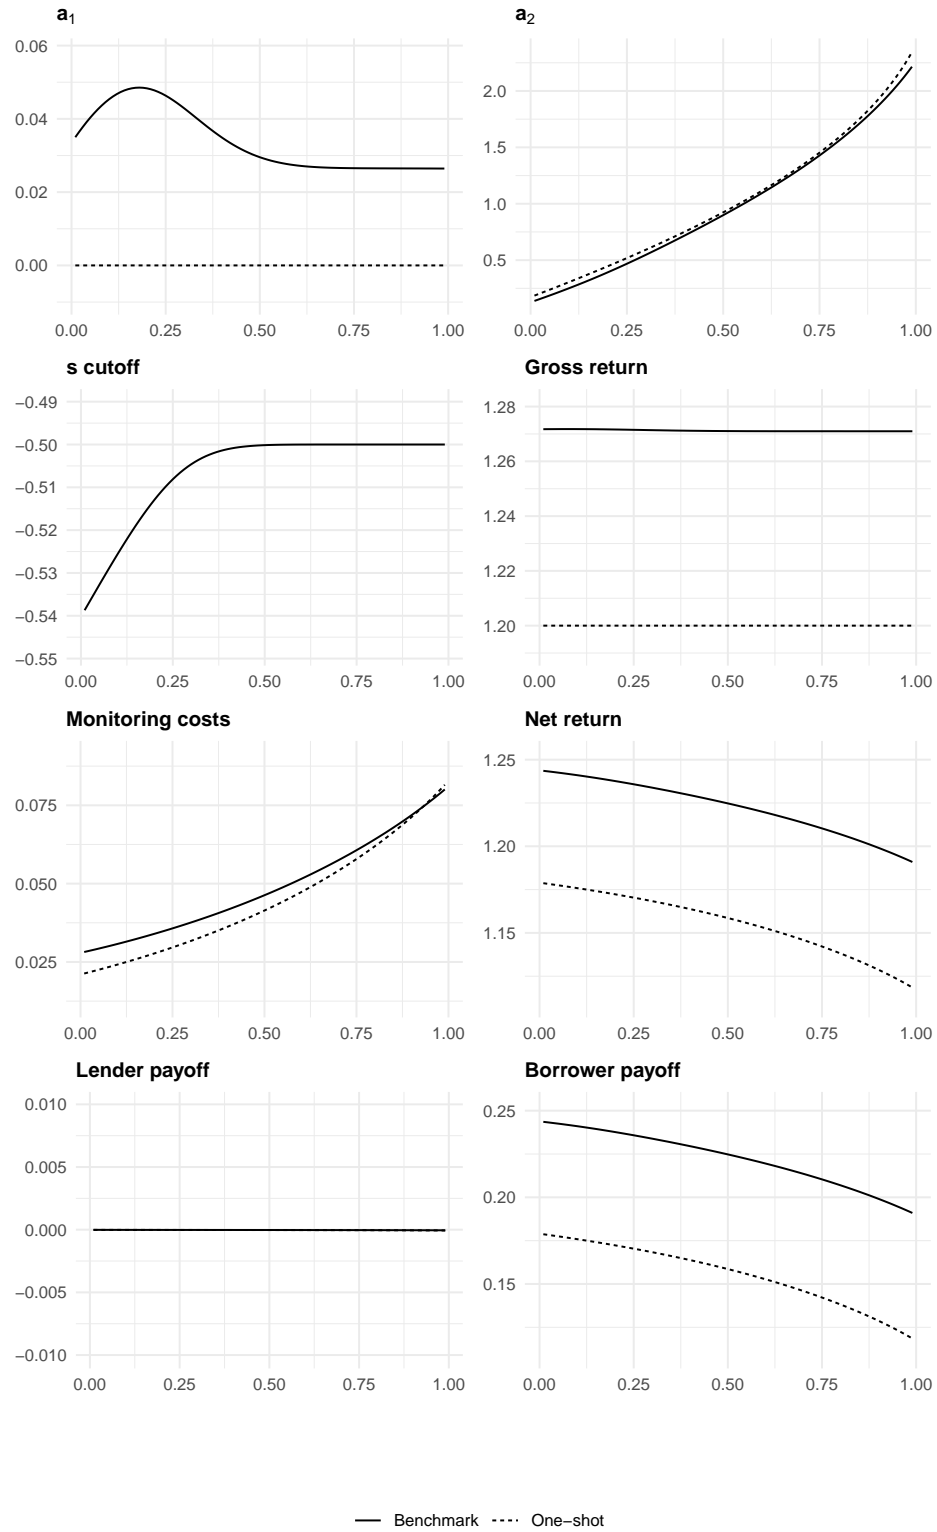 a1
a2
0.06
0.04
0.02
0.00
0.00 0.25 0.50 0.75 1.00
2.0
1.5
1.0
0.5
0.00 0.25 0.50 0.75 1.00
s cutoff
Gross return
−0.49
−0.50
−0.51
−0.52
−0.53
−0.54
−0.55
0.00 0.25 0.50 0.75 1.00
1.28
1.26
1.24
1.22
1.20
0.00 0.25 0.50 0.75 1.00
Monitoring costs
Net return
0.075
0.050
0.025
0.00 0.25 0.50 0.75 1.00
1.25
1.20
1.15
0.00 0.25 0.50 0.75 1.00
Lender payoff
Borrower payoff
0.010
0.005
0.000
−0.005
−0.010
0.00 0.25 0.50 0.75 1.00
0.25
0.20
0.15
0.00 0.25 0.50 0.75 1.00
Benchmark One−shot